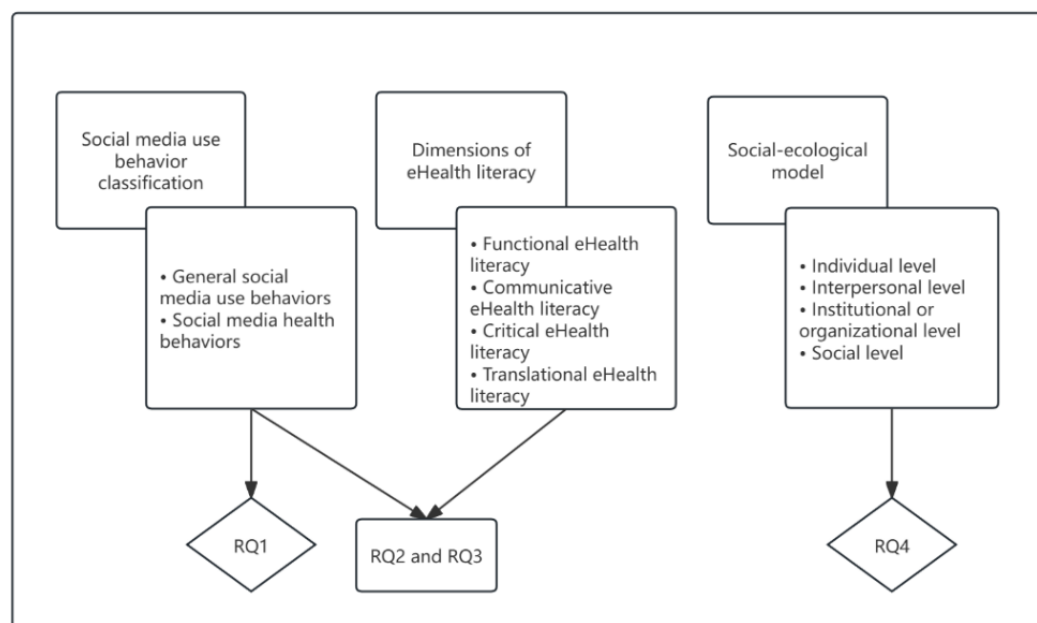 Social media use
behavior
classification
• General social
media use behaviors
• Social media health
behaviors
Dimensions of
eHealth literacy
• Functional eHealth
literacy
• Communicative
eHealth literacy
• Critical eHealth
literacy
• Translational eHealth
literacy
Social-ecological
model
• Individual level
• Interpersonal level
• Institutional or
organizational level
• Social level
RQ1
RQ2 and RQ3
RQ4